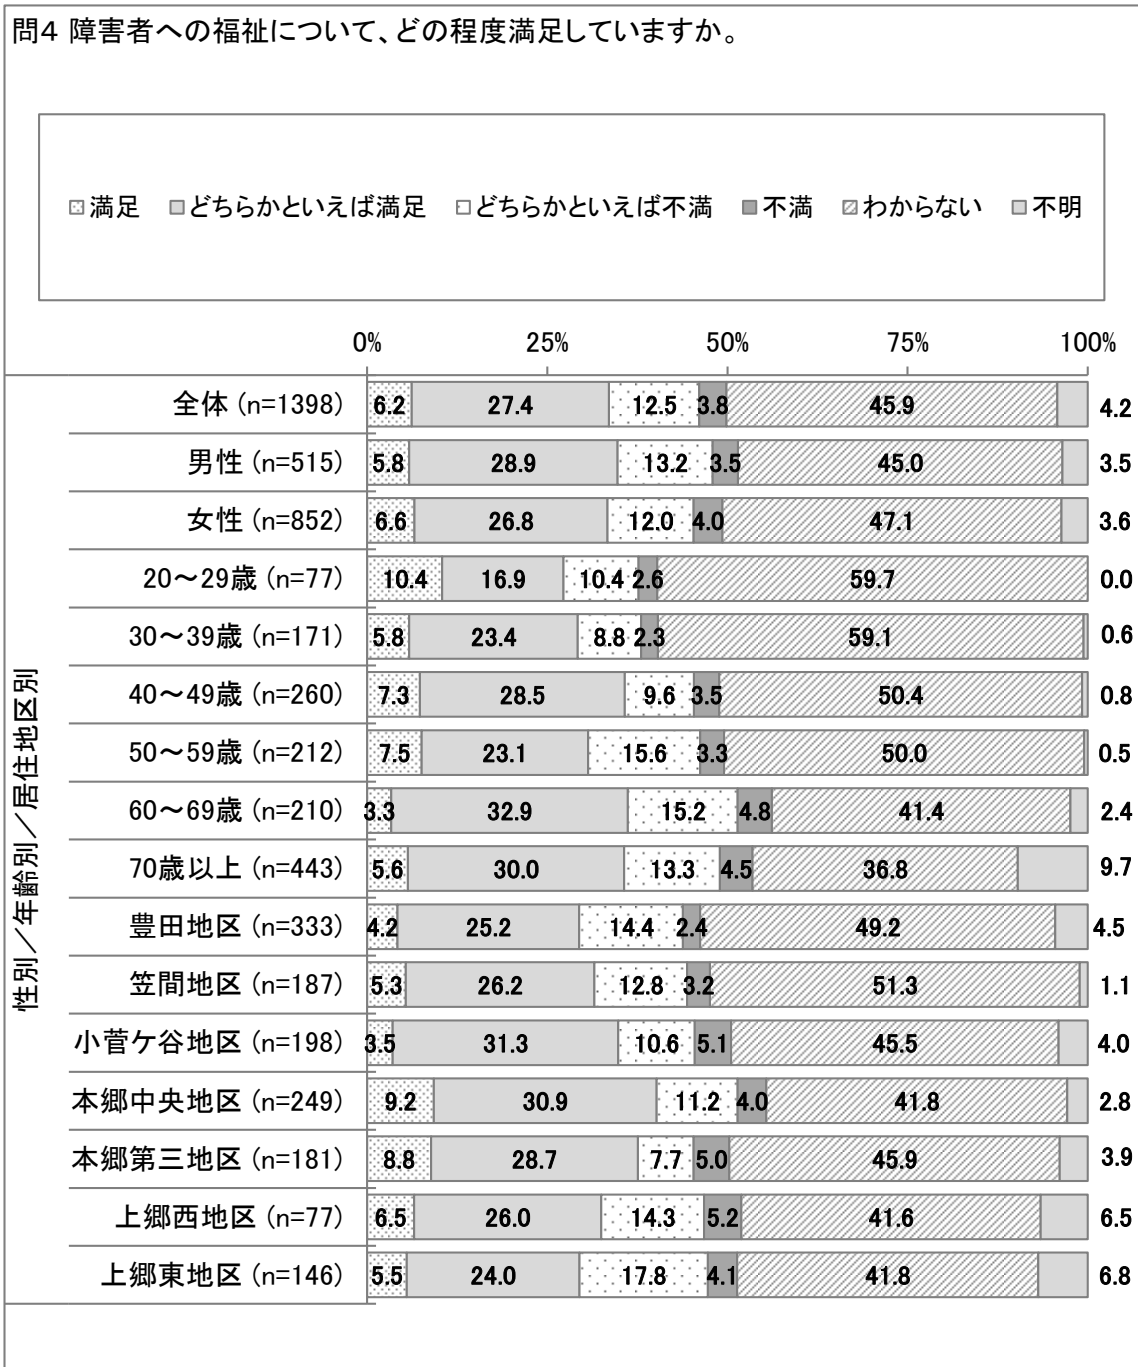 問4 障害者への福祉について、どの程度満足していますか。
満足 どちらかといえば満足 どちらかといえば不満 不満 わからない 不明
0% 25% 50% 75% 100%
性別／年齢別／居住地区別
全体 (n=1398) 6.2 27.4 12.5 3.8 45.9 4.2
男性 (n=515) 5.8 28.9 13.2 3.5 45.0 3.5
女性 (n=852) 6.6 26.8 12.0 4.0 47.1 3.6
20～29歳 (n=77) 10.4 16.9 10.4 2.6 59.7 0.0
30～39歳 (n=171) 5.8 23.4 8.8 2.3 59.1 0.6
40～49歳 (n=260) 7.3 28.5 9.6 3.5 50.4 0.8
50～59歳 (n=212) 7.5 23.1 15.6 3.3 50.0 0.5
60～69歳 (n=210) 3.3 32.9 15.2 4.8 41.4 2.4
70歳以上 (n=443) 5.6 30.0 13.3 4.5 36.8 9.7
豊田地区 (n=333) 4.2 25.2 14.4 2.4 49.2 4.5
笠間地区 (n=187) 5.3 26.2 12.8 3.2 51.3 1.1
小菅ケ谷地区 (n=198) 3.5 31.3 10.6 5.1 45.5 4.0
本郷中央地区 (n=249) 9.2 30.9 11.2 4.0 41.8 2.8
本郷第三地区 (n=181) 8.8 28.7 7.7 5.0 45.9 3.9
上郷西地区 (n=77) 6.5 26.0 14.3 5.2 41.6 6.5
上郷東地区 (n=146) 5.5 24.0 17.8 4.1 41.8 6.8